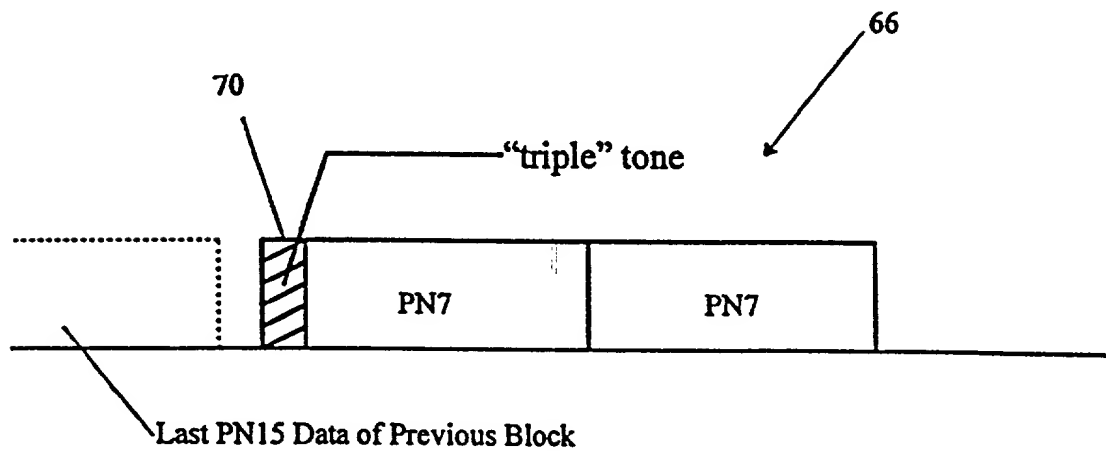 66
70
“triple” tone
PN7 PN7
Last PN15 Data of Previous Block